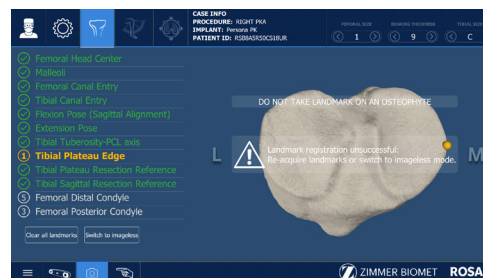 CASE INFO
PROCEDURE: RIGHT PKA
IMPLANT: Persona PK
PATIENT ID: RSB6ASRS0CS18UR
FEMORAL SIZE
1
BEARING THICKNESS
9
TIBIAL SIZE
C
Femoral Head Center
Malleoli
Femoral Canal Entry
Tibial Canal Entry
Flexion Pose (Sagittal Alignment)
Extension Pose
Tibial Tuberosity-PCL axis
1 Tibial Plateau Edge
Tibial Plateau Resection Reference
Tibial Sagittal Resection Reference
5 Femoral Distal Condyle
3 Femoral Posterior Condyle
Clear all landmarks
Switch to imageless
DO NOT TAKE LANDMARK ON AN OSTEOPHYTE
L
M
Landmark registration unsuccessful:
Re-acquire landmarks or switch to imageless mode.
ZIMMER BIOMET
ROSA